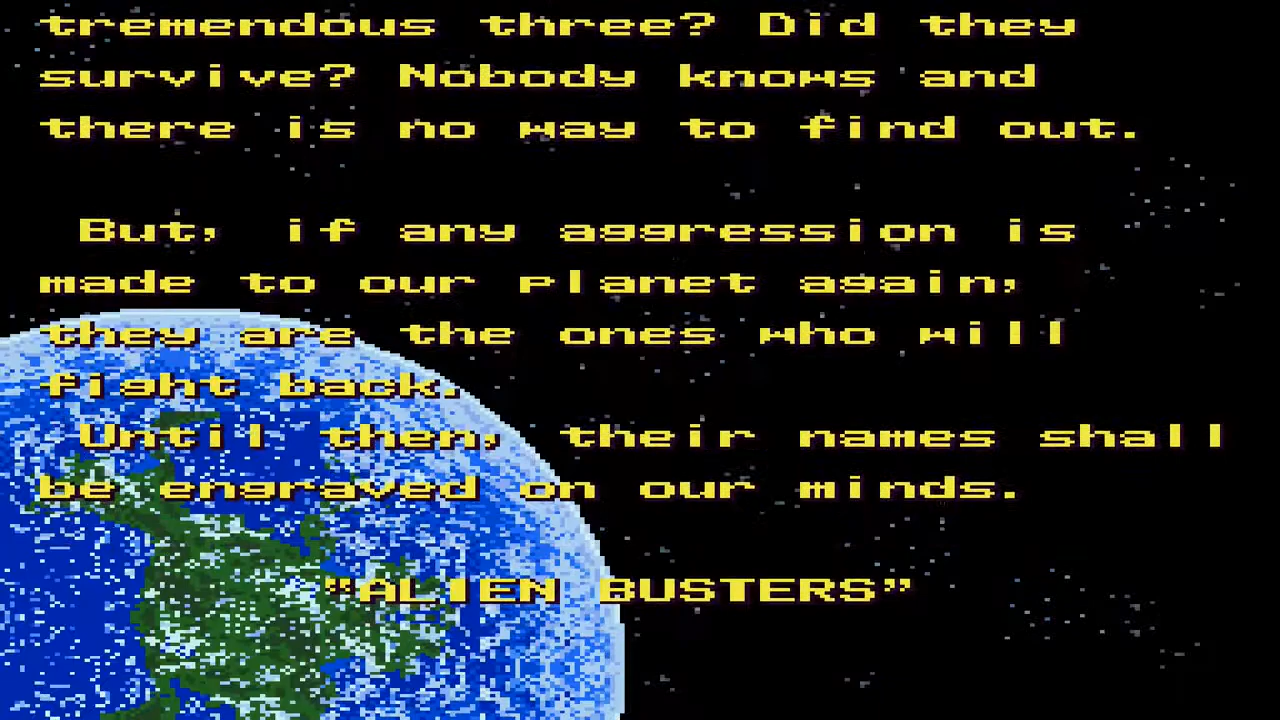 tremendous three? Did they
survive? Nobody knows and
there is no way to find out.
But, if any aggression is
made to our planet again,
they are the ones who will
fight back.
Until then, their names shall
be engraved on our minds.
"ALIEN BUSTERS"